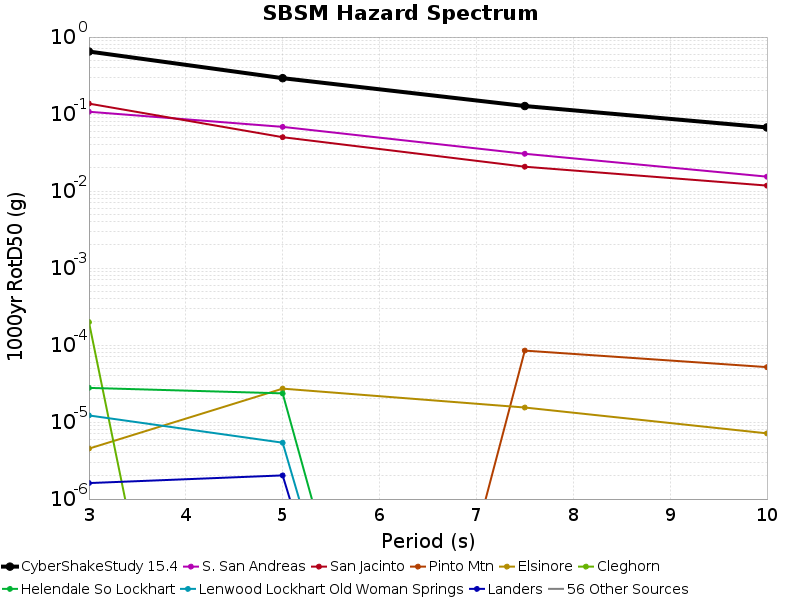 SBSM Hazard Spectrum
1000yr RotD50 (g)
10^0
10^-1
10^-2
10^-3
10^-4
10^-5
10^-6
3 4 5 6 7 8 9 10
Period (s)
CyberShakeStudy 15.4 S. San Andreas San Jacinto Pinto Mtn Elsinore Cleghorn
Helendale So Lockhart Lenwood Lockhart Old Woman Springs Landers 56 Other Sources